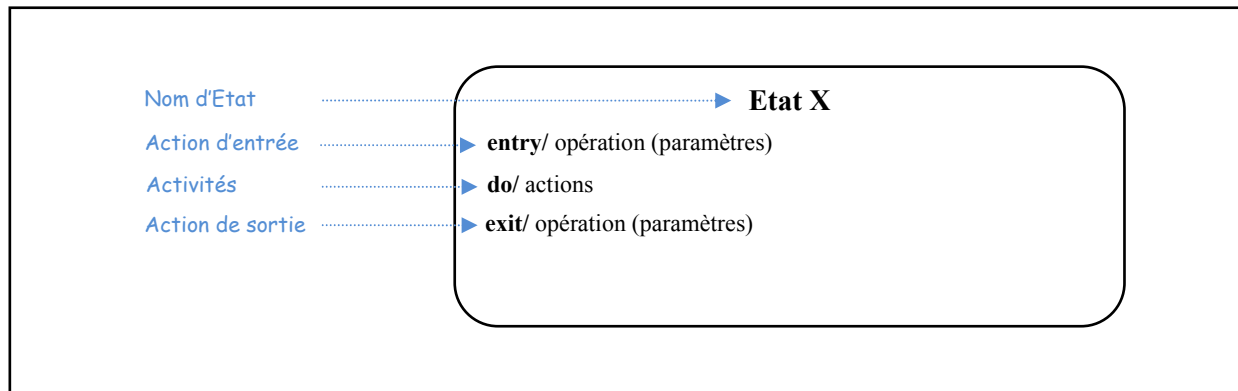 Nom d'Etat Etat X
Action d'entrée entry/ opération (paramètres)
Activités do/ actions
Action de sortie exit/ opération (paramètres)